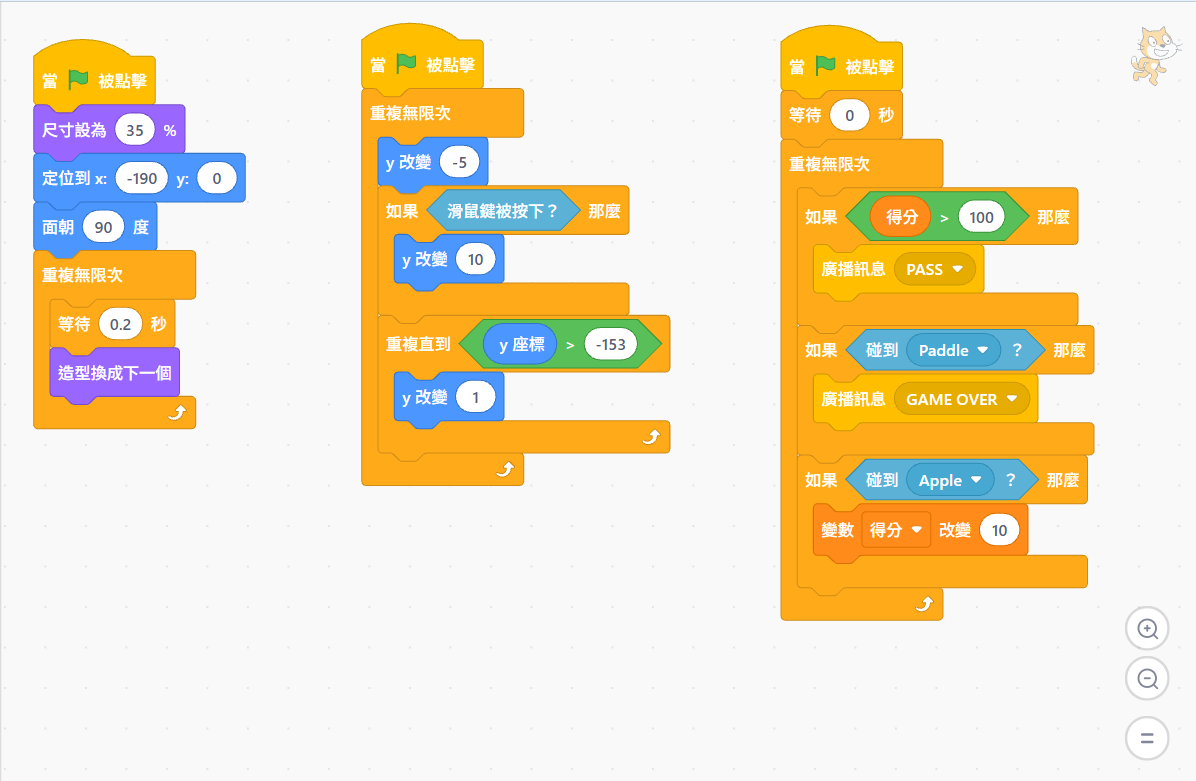 當 被點擊
尺寸設為 35 %
定位到 x: -190 y: 0
面朝 90 度
重複無限次
等待 0.2 秒
造型換成下一個
當 被點擊
重複無限次
y 改變 -5
如果 滑鼠鍵被按下？ 那麼
y 改變 10
重複直到 y 座標 > -153
y 改變 1
當 被點擊
等待 0 秒
重複無限次
如果 得分 > 100 那麼
廣播訊息 PASS
如果 碰到 Paddle ？ 那麼
廣播訊息 GAME OVER
如果 碰到 Apple ？ 那麼
變數 得分 改變 10